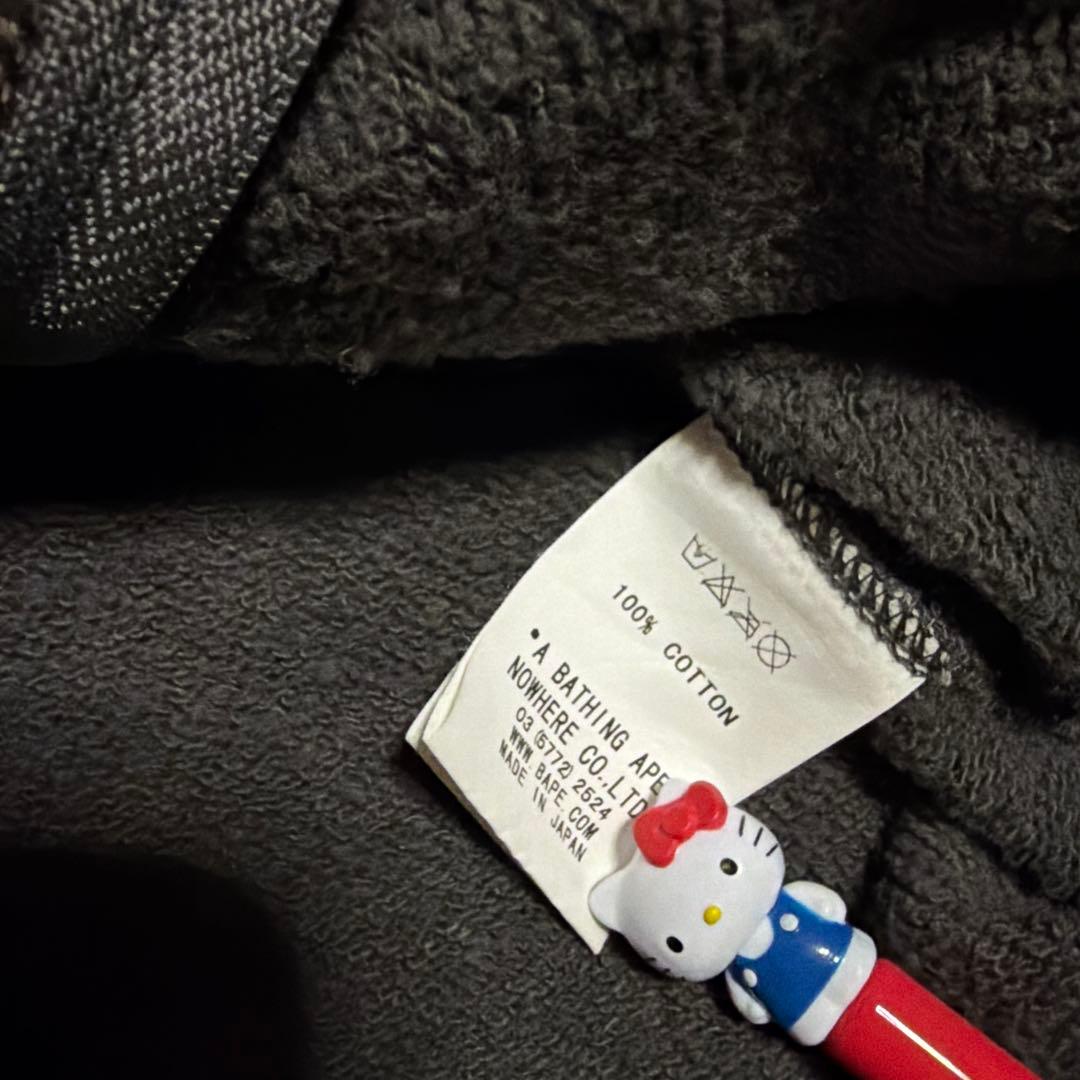 100% COTTON
•A BATHING APE
NOWHERE CO.,LTD
03 (5772) 2524
WWW.BAPE.COM
MADE IN JAPAN